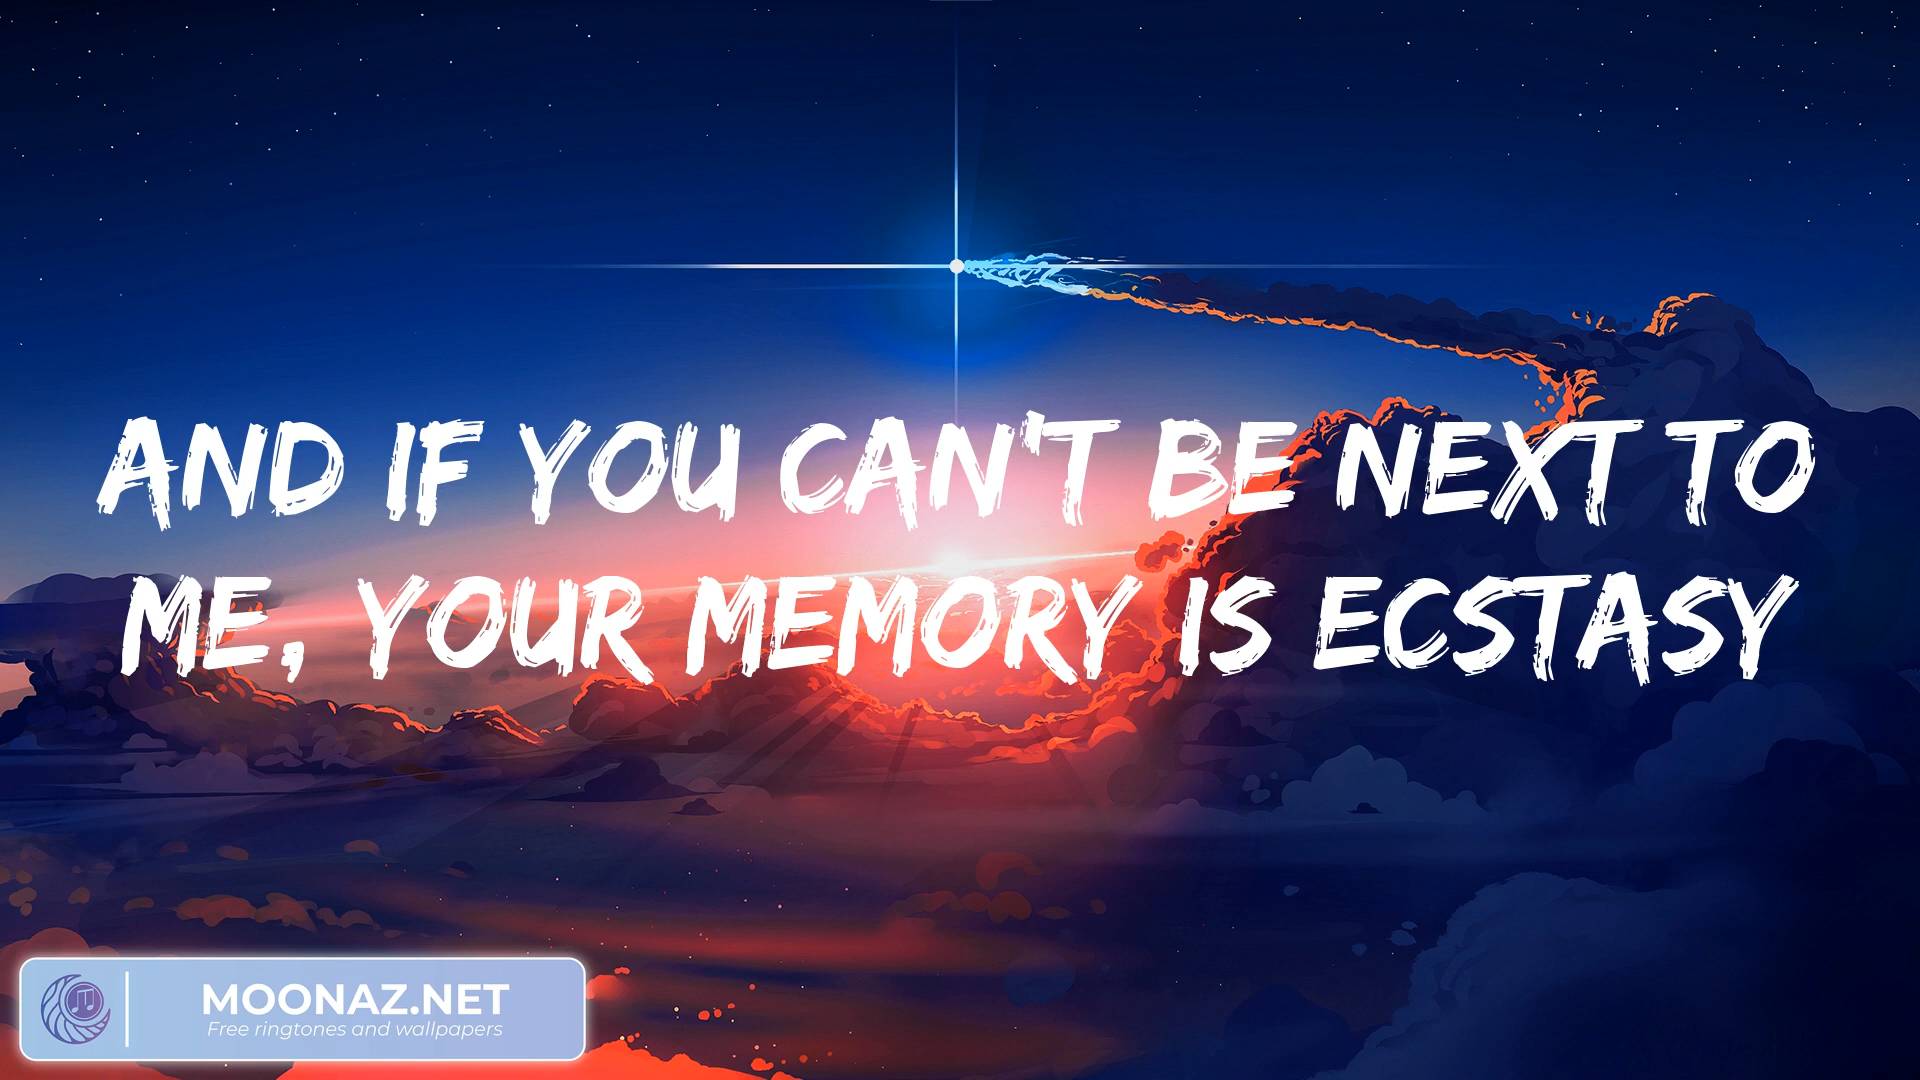 AND IF YOU CAN'T BE NEXT TO
ME, YOUR MEMORY IS ECSTASY
MOONAZ.NET
Free ringtones and wallpapers